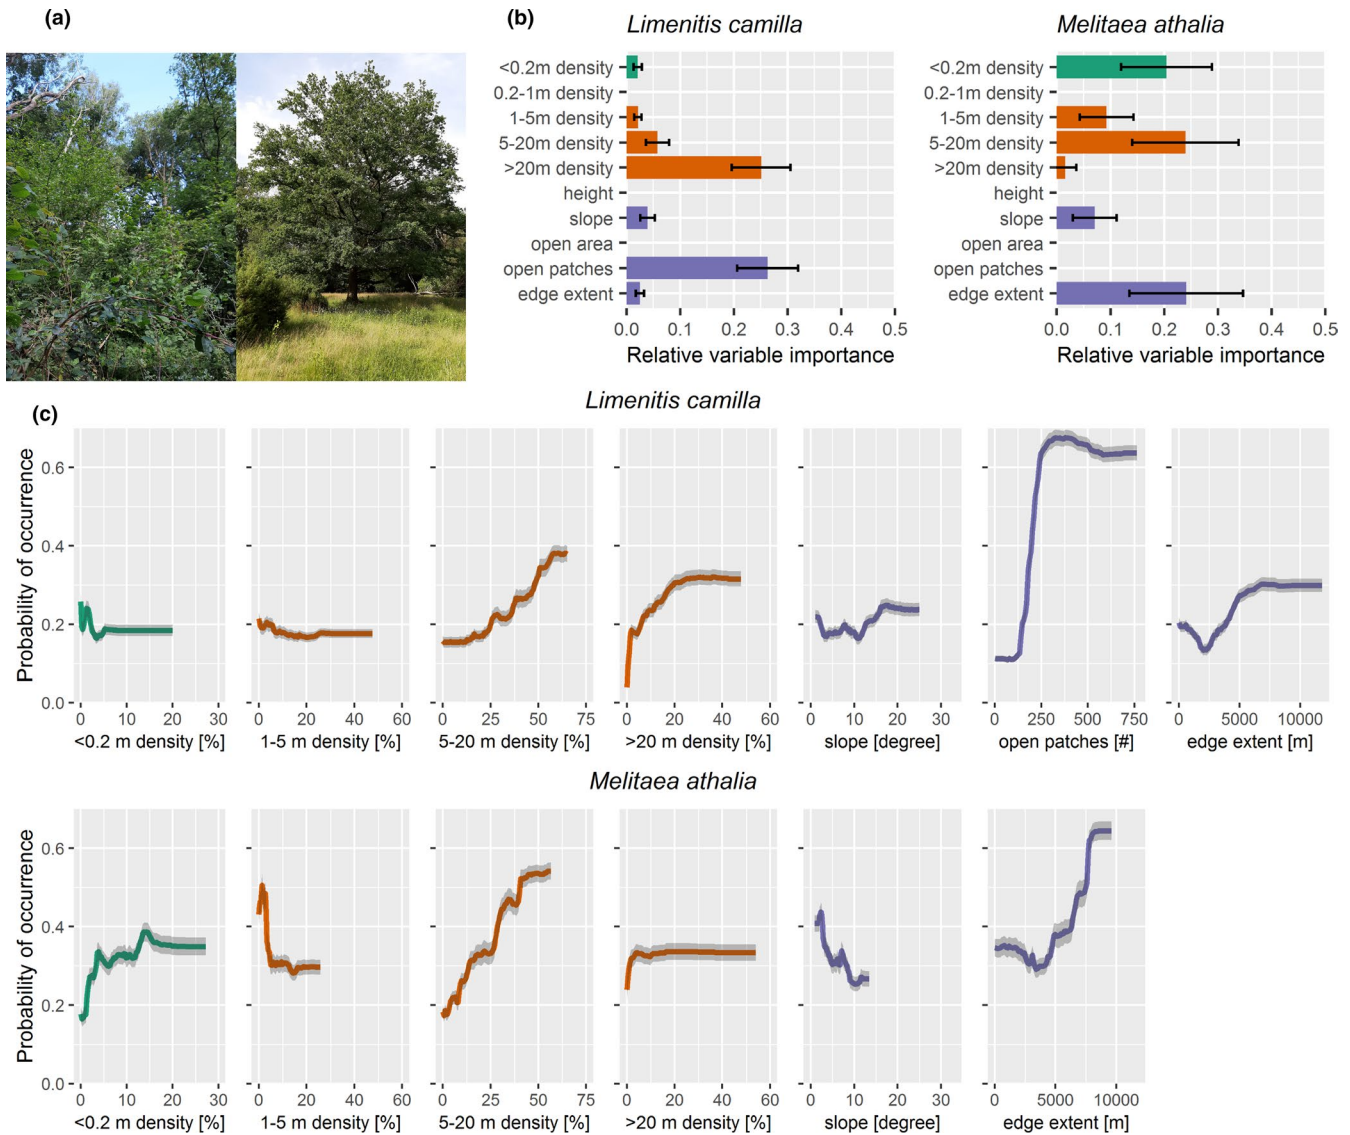 (a)
(b)
Limenitis camilla
Melitaea athalia
<0.2m density
0.2-1m density
1-5m density
5-20m density
>20m density
height
slope
open area
open patches
edge extent
0.0 0.1 0.2 0.3 0.4 0.5
Relative variable importance
<0.2m density
0.2-1m density
1-5m density
5-20m density
>20m density
height
slope
open area
open patches
edge extent
0.0 0.1 0.2 0.3 0.4 0.5
Relative variable importance
(c)
Limenitis camilla
Probability of occurrence
0.6
0.4
0.2
0.0
0 10 20 30
<0.2 m density [%]
0 20 40 60
1-5 m density [%]
0 25 50 75
5-20 m density [%]
0 20 40 60
>20 m density [%]
0 10 20 30
slope [degree]
0 250 500 750
open patches [#]
0 5000 10000
edge extent [m]
Melitaea athalia
Probability of occurrence
0.6
0.4
0.2
0.0
0 10 20 30
<0.2 m density [%]
0 20 40 60
1-5 m density [%]
0 25 50 75
5-20 m density [%]
0 20 40 60
>20 m density [%]
0 10 20 30
slope [degree]
0 5000 10000
edge extent [m]